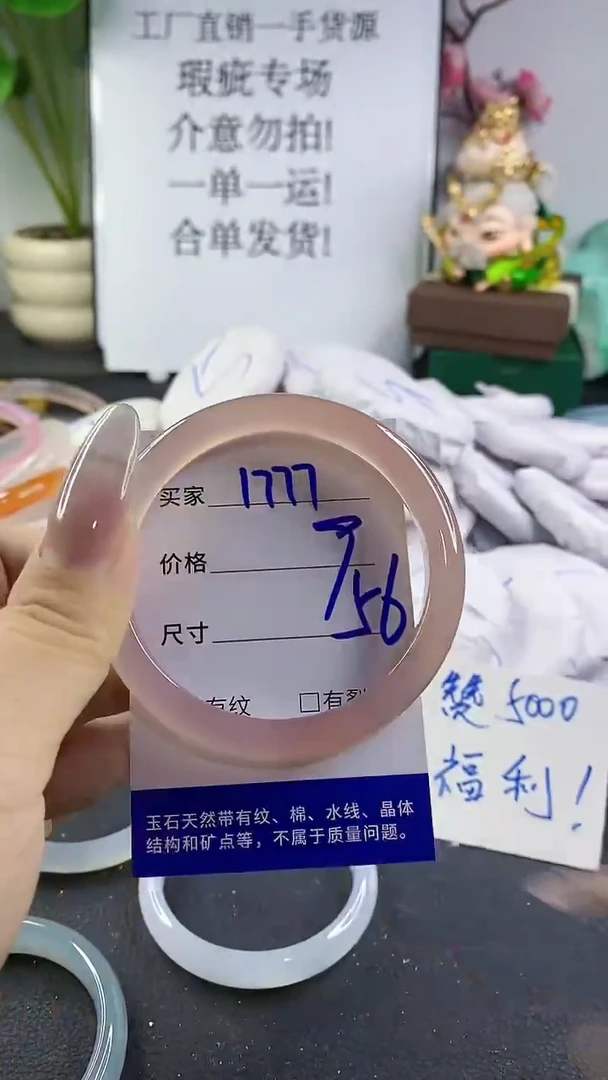 工厂直销一手货源
瑕疵专场
介意勿拍!
一单一运!
合单发货!
买家 1777
价格
尺寸 56
有纹 □有裂
赞5000
福利!
玉石天然带有纹、棉、水线、晶体
结构和矿点等，不属于质量问题。